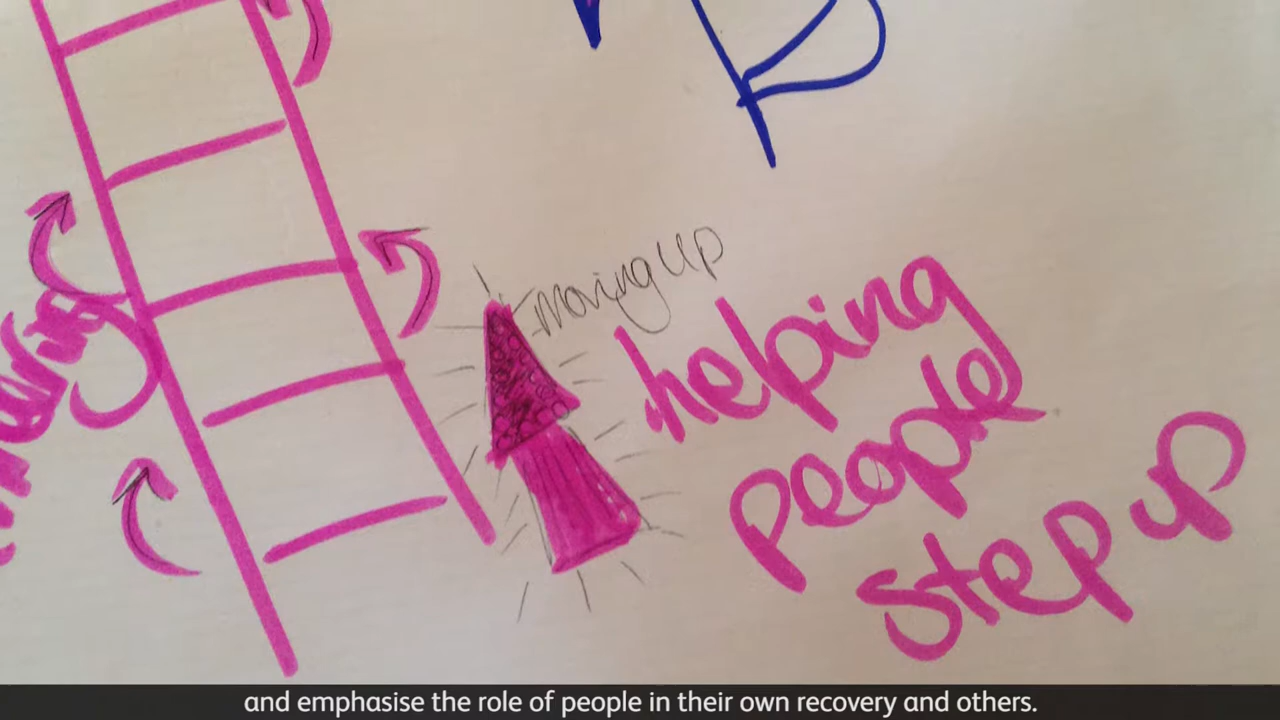 moving up
helping
people
step up
and emphasise the role of people in their own recovery and others.